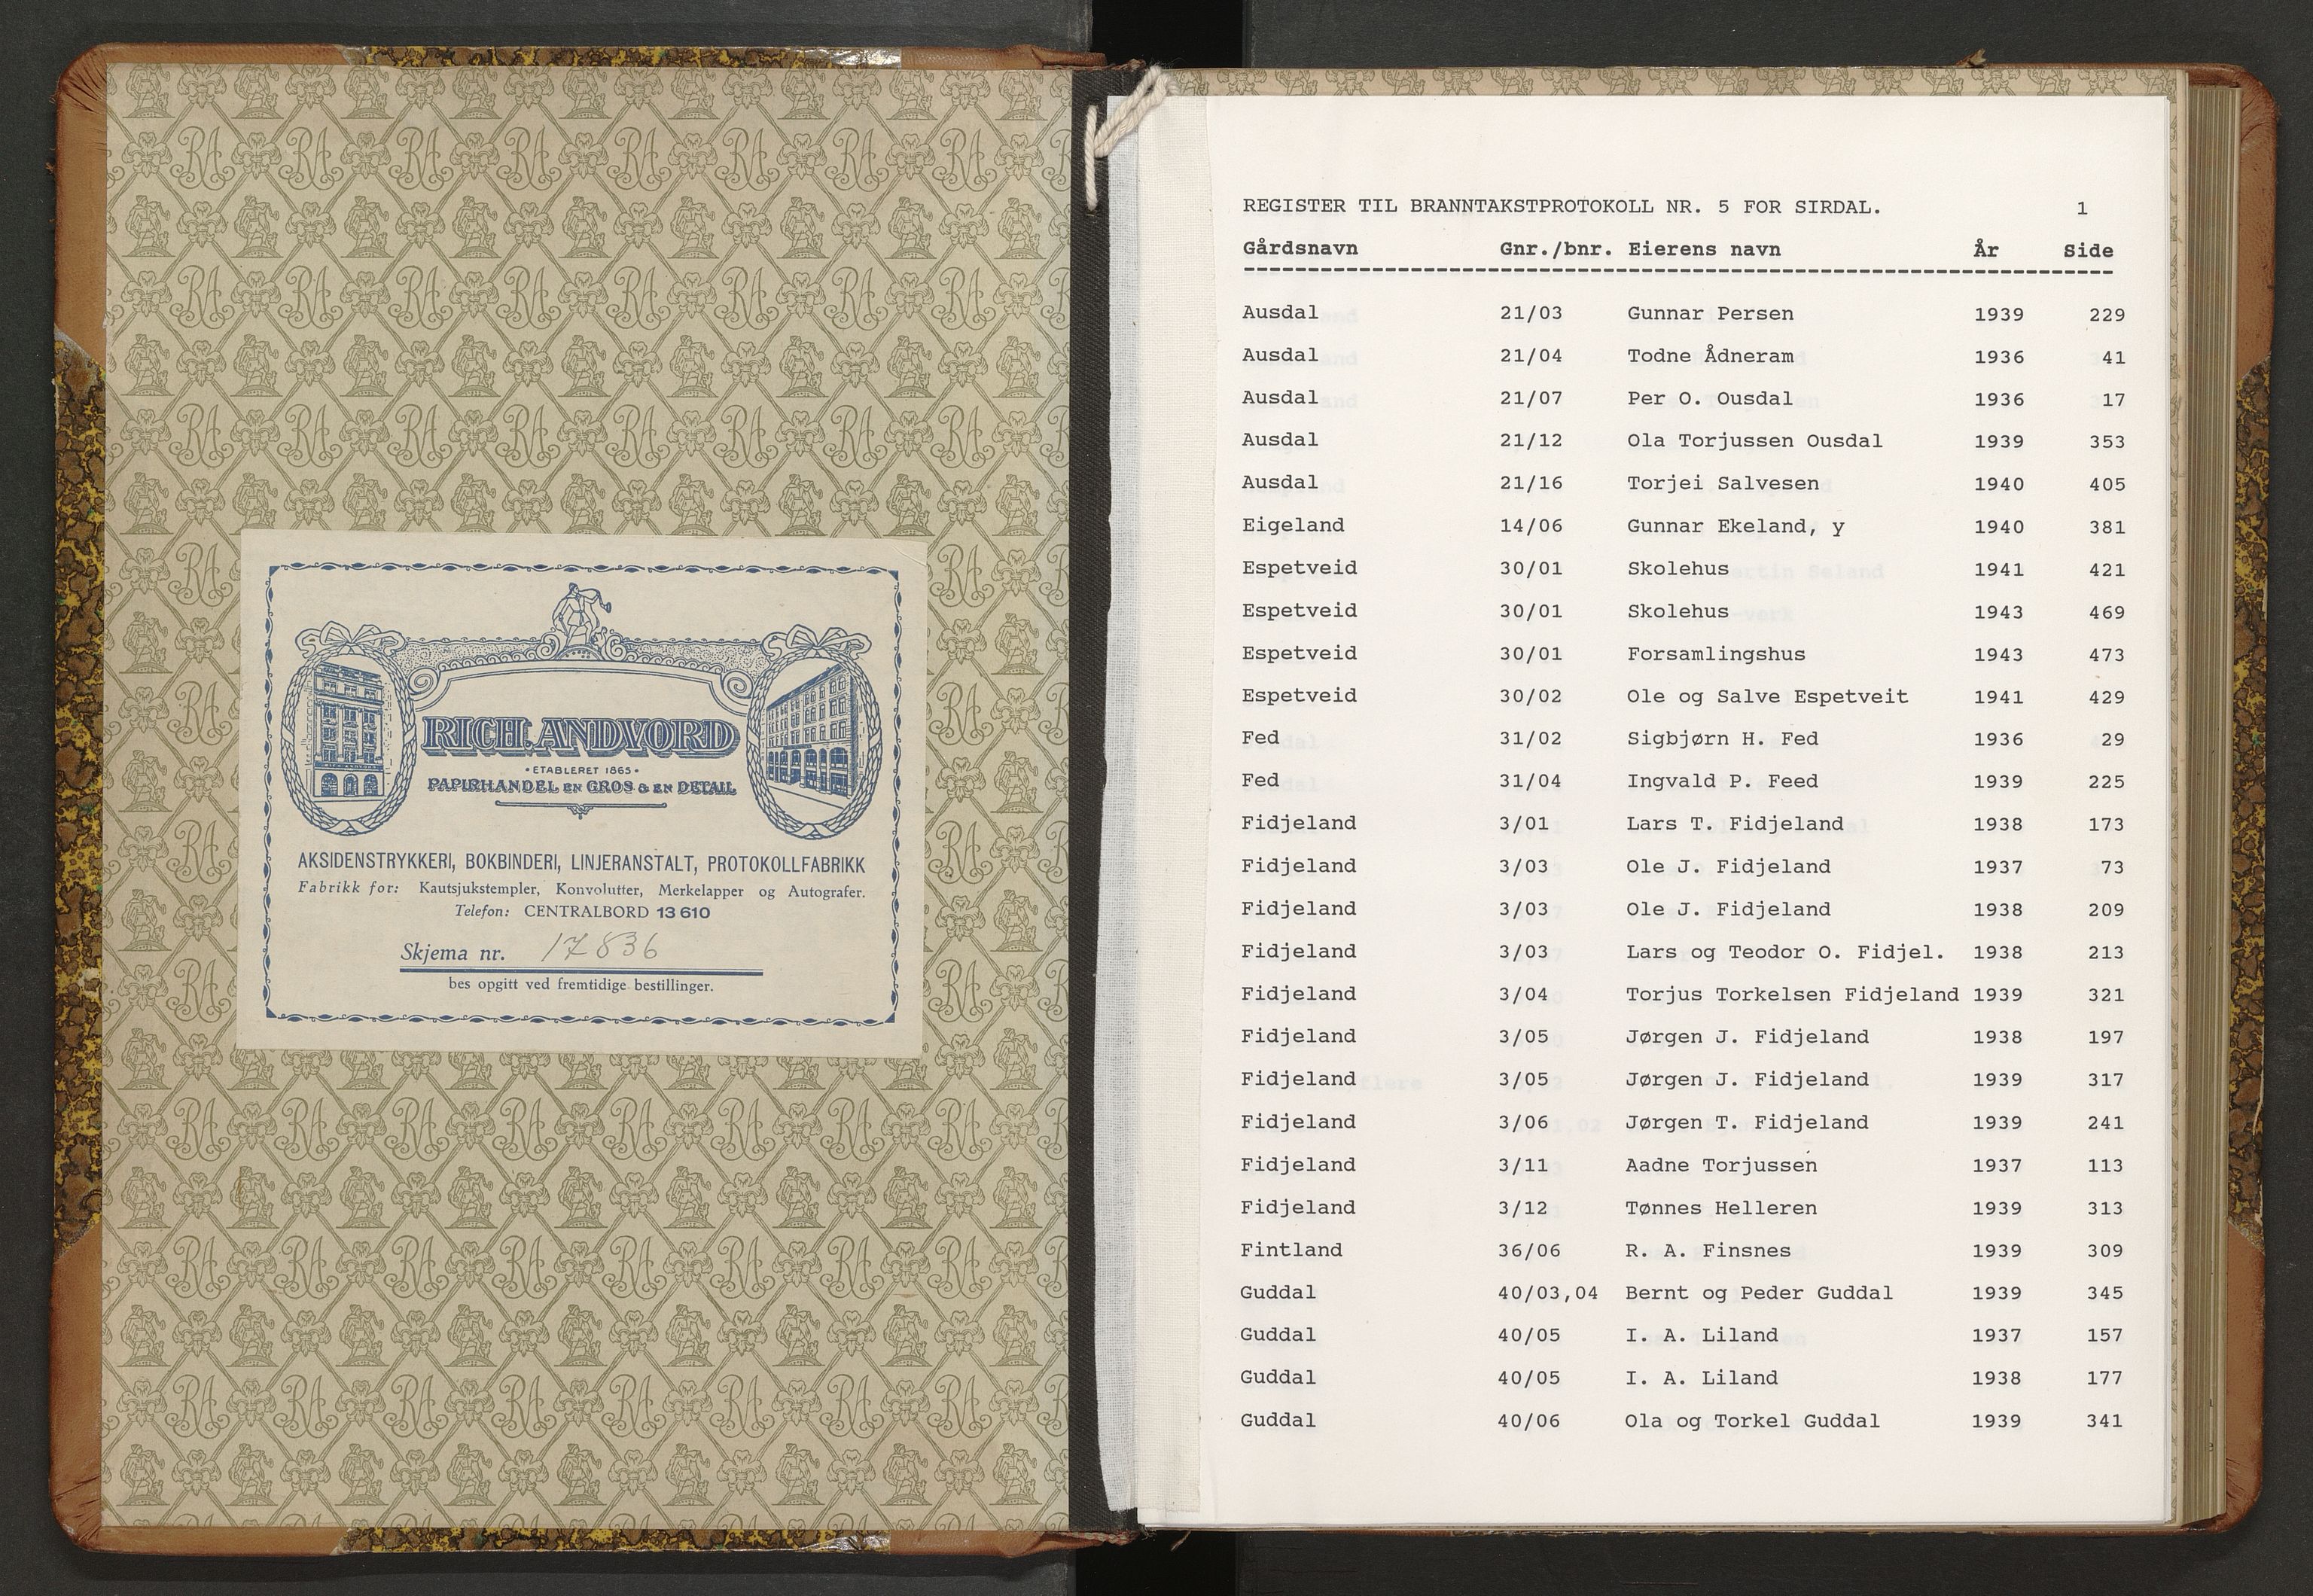 RICH. ANDVORD
· ETABLERET 1865 ·
PAPIRHANDEL EN GROS & EN DETAIL
AKSIDENSTRYKKERI, BOKBINDERI, LINJERANSTALT, PROTOKOLLFABRIKK
Fabrikk for: Kautsjukstempler, Konvolutter, Merkelapper og Autografer.
Telefon: CENTRALBORD 13 610
Skjema nr. 17836
bes opgitt ved fremtidige bestillinger.
REGISTER TIL BRANNTAKSTPROTOKOLL NR. 5 FOR SIRDAL. 1
Gårdsnavn Gnr./bnr. Eierens navn År Side
Ausdal 21/03 Gunnar Persen 1939 229
Ausdal 21/04 Todne Ådneram 1936 41
Ausdal 21/07 Per O. Ousdal 1936 17
Ausdal 21/12 Ola Torjussen Ousdal 1939 353
Ausdal 21/16 Torjei Salvesen 1940 405
Eigeland 14/06 Gunnar Ekeland, y 1940 381
Espetveid 30/01 Skolehus 1941 421
Espetveid 30/01 Skolehus 1943 469
Espetveid 30/01 Forsamlingshus 1943 473
Espetveid 30/02 Ole og Salve Espetveit 1941 429
Fed 31/02 Sigbjørn H. Fed 1936 29
Fed 31/04 Ingvald P. Feed 1939 225
Fidjeland 3/01 Lars T. Fidjeland 1938 173
Fidjeland 3/03 Ole J. Fidjeland 1937 73
Fidjeland 3/03 Ole J. Fidjeland 1938 209
Fidjeland 3/03 Lars og Teodor O. Fidjel. 1938 213
Fidjeland 3/04 Torjus Torkelsen Fidjeland 1939 321
Fidjeland 3/05 Jørgen J. Fidjeland 1938 197
Fidjeland 3/05 Jørgen J. Fidjeland 1939 317
Fidjeland 3/06 Jørgen T. Fidjeland 1939 241
Fidjeland 3/11 Aadne Torjussen 1937 113
Fidjeland 3/12 Tønnes Helleren 1939 313
Fintland 36/06 R. A. Finsnes 1939 309
Guddal 40/03,04 Bernt og Peder Guddal 1939 345
Guddal 40/05 I. A. Liland 1937 157
Guddal 40/05 I. A. Liland 1938 177
Guddal 40/06 Ola og Torkel Guddal 1939 341